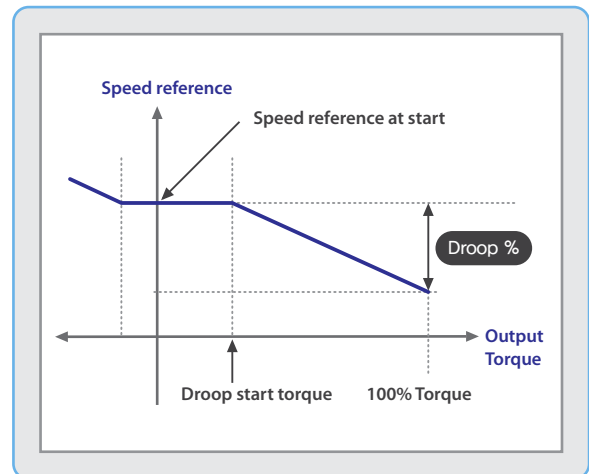 Speed reference
Speed reference at start
Droop %
Output
Torque
Droop start torque
100% Torque